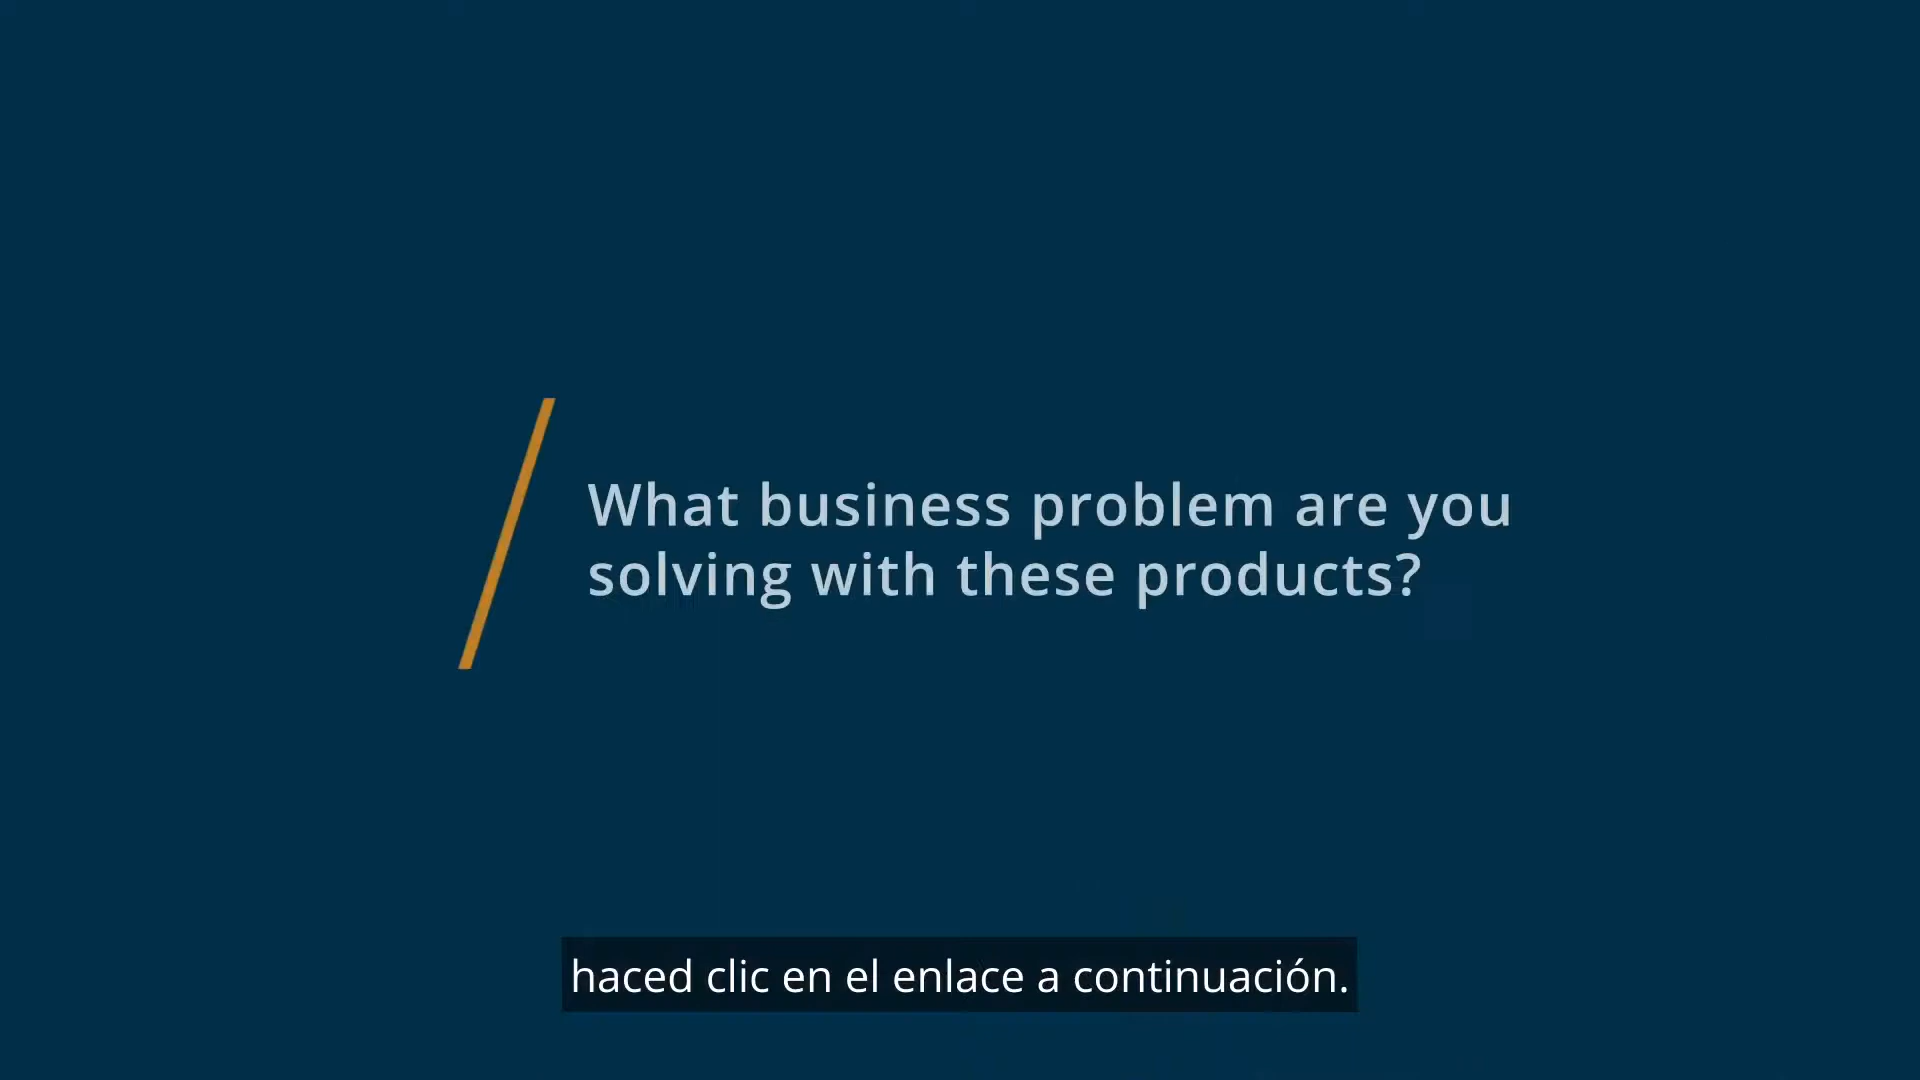 What business problem are you
solving with these products?
haced clic en el enlace a continuación.